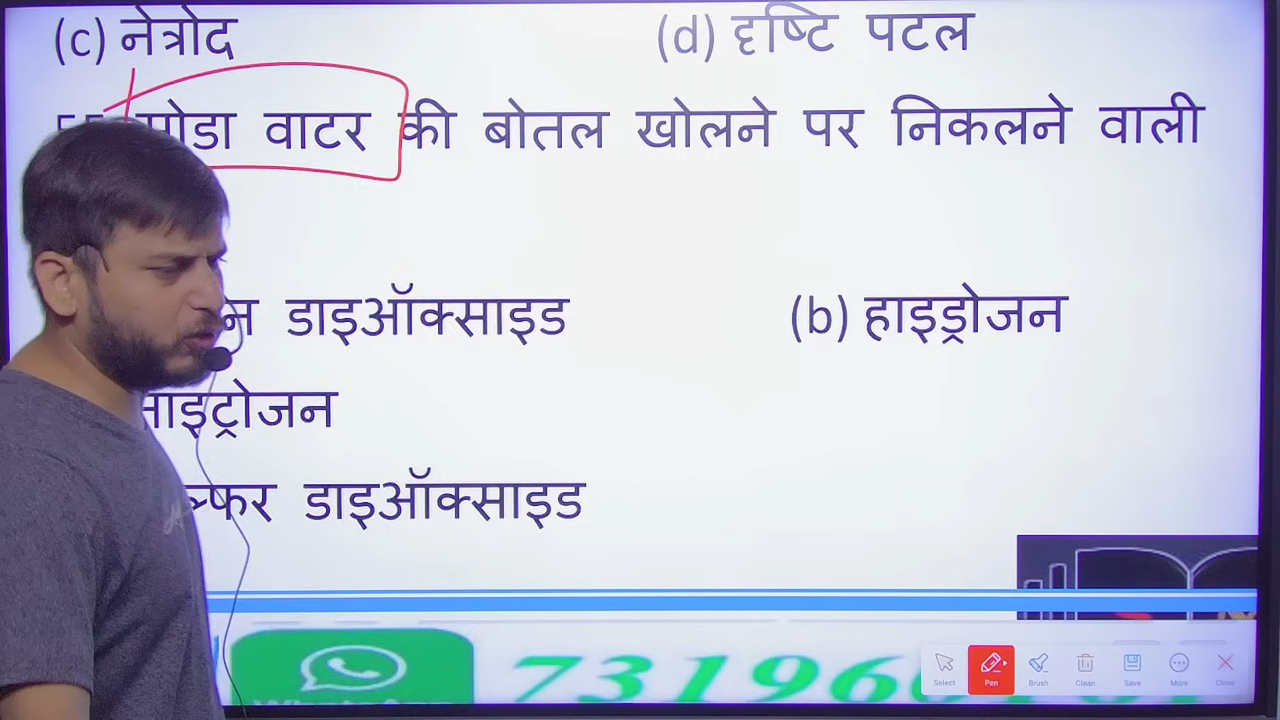 (c) नेत्रोद (d) दृष्टि पटल
वाटर की बोतल खोलने पर निकलने वाली
डाइऑक्साइड (b) हाइड्रोजन
नाइट्रोजन
डाइऑक्साइड
Select Pen Brush Clean Save More Close